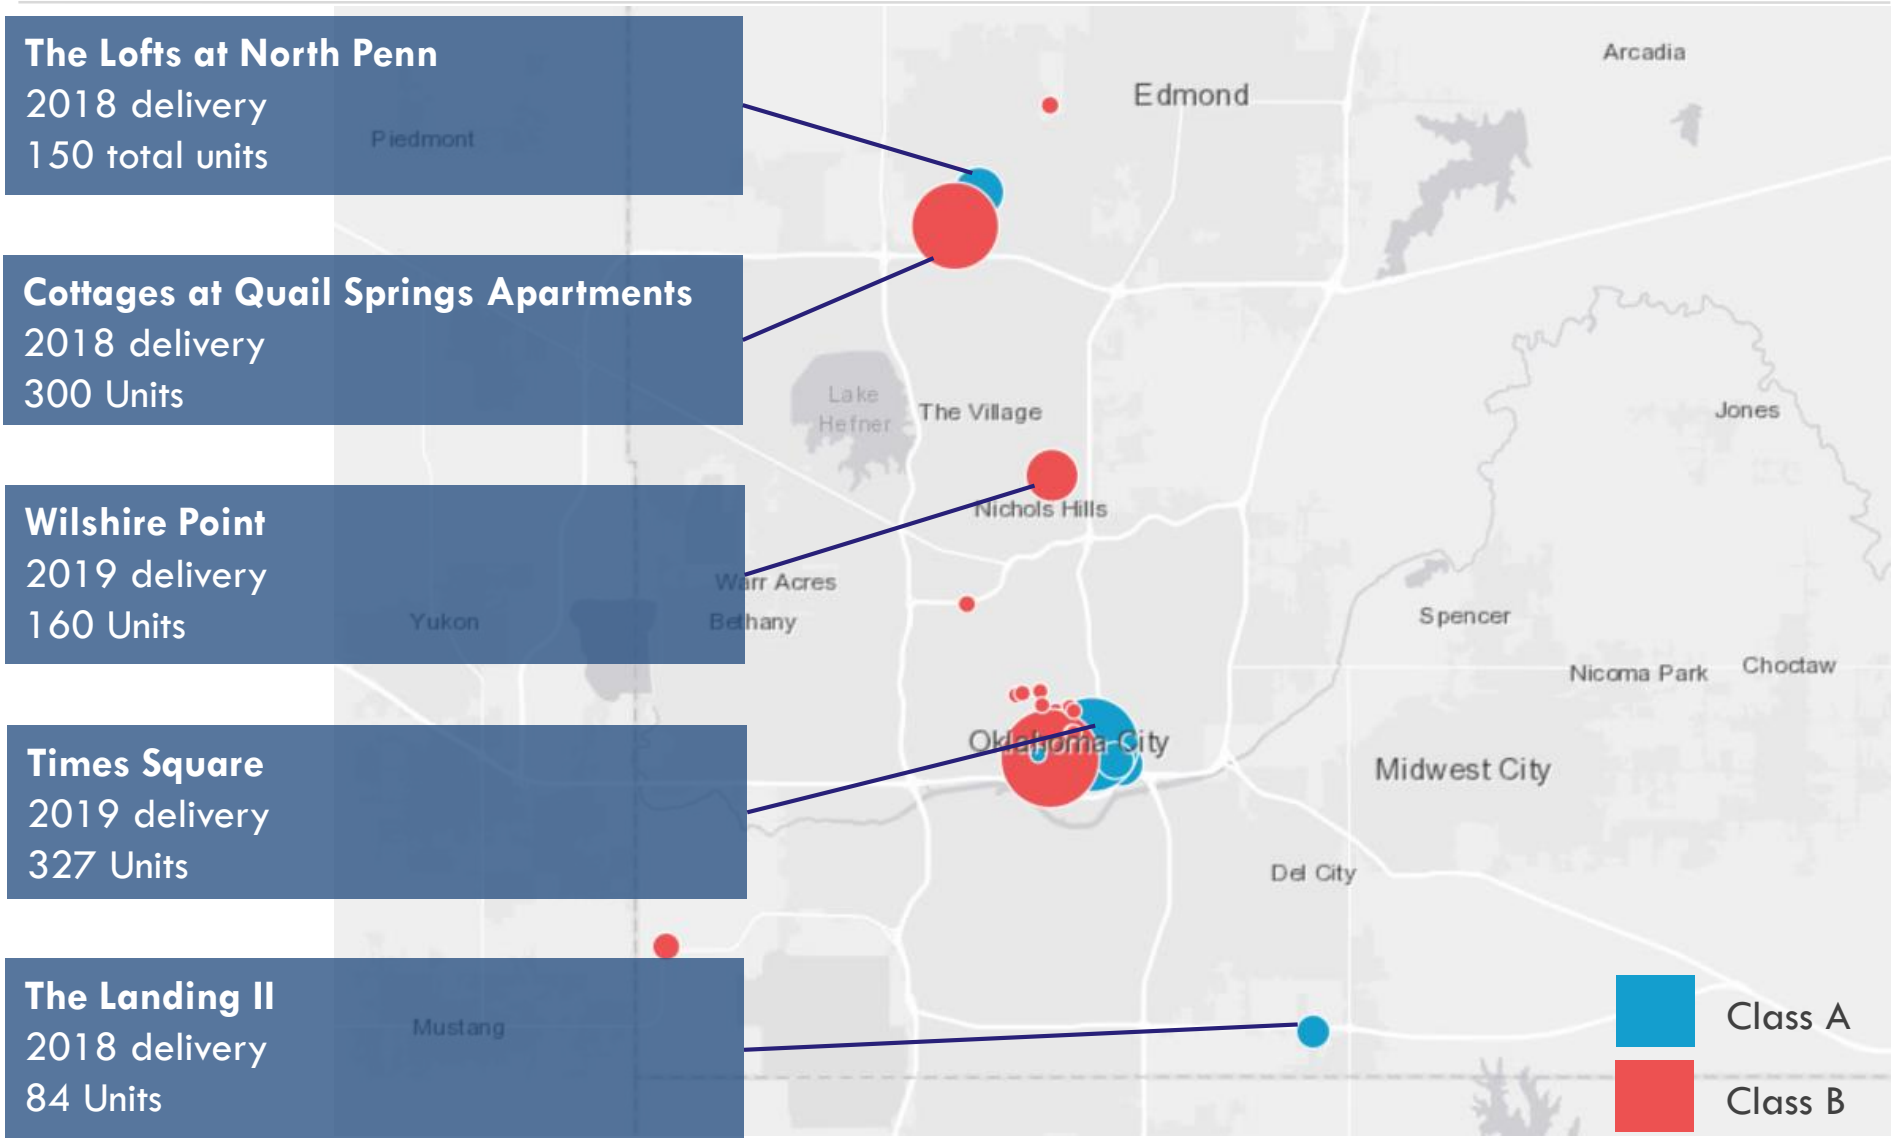 The Lofts at North Penn
2018 delivery
150 total units
Cottages at Quail Springs Apartments
2018 delivery
300 Units
Wilshire Point
2019 delivery
160 Units
Times Square
2019 delivery
327 Units
The Landing II
2018 delivery
84 Units
Piedmont
Edmond
Arcadia
Lake
Hefner
The Village
Jones
Nichols Hills
Warr Acres
Bethany
Yukon
Spencer
Nicoma Park
Choctaw
Oklahoma City
Midwest City
Del City
Mustang
Class A
Class B